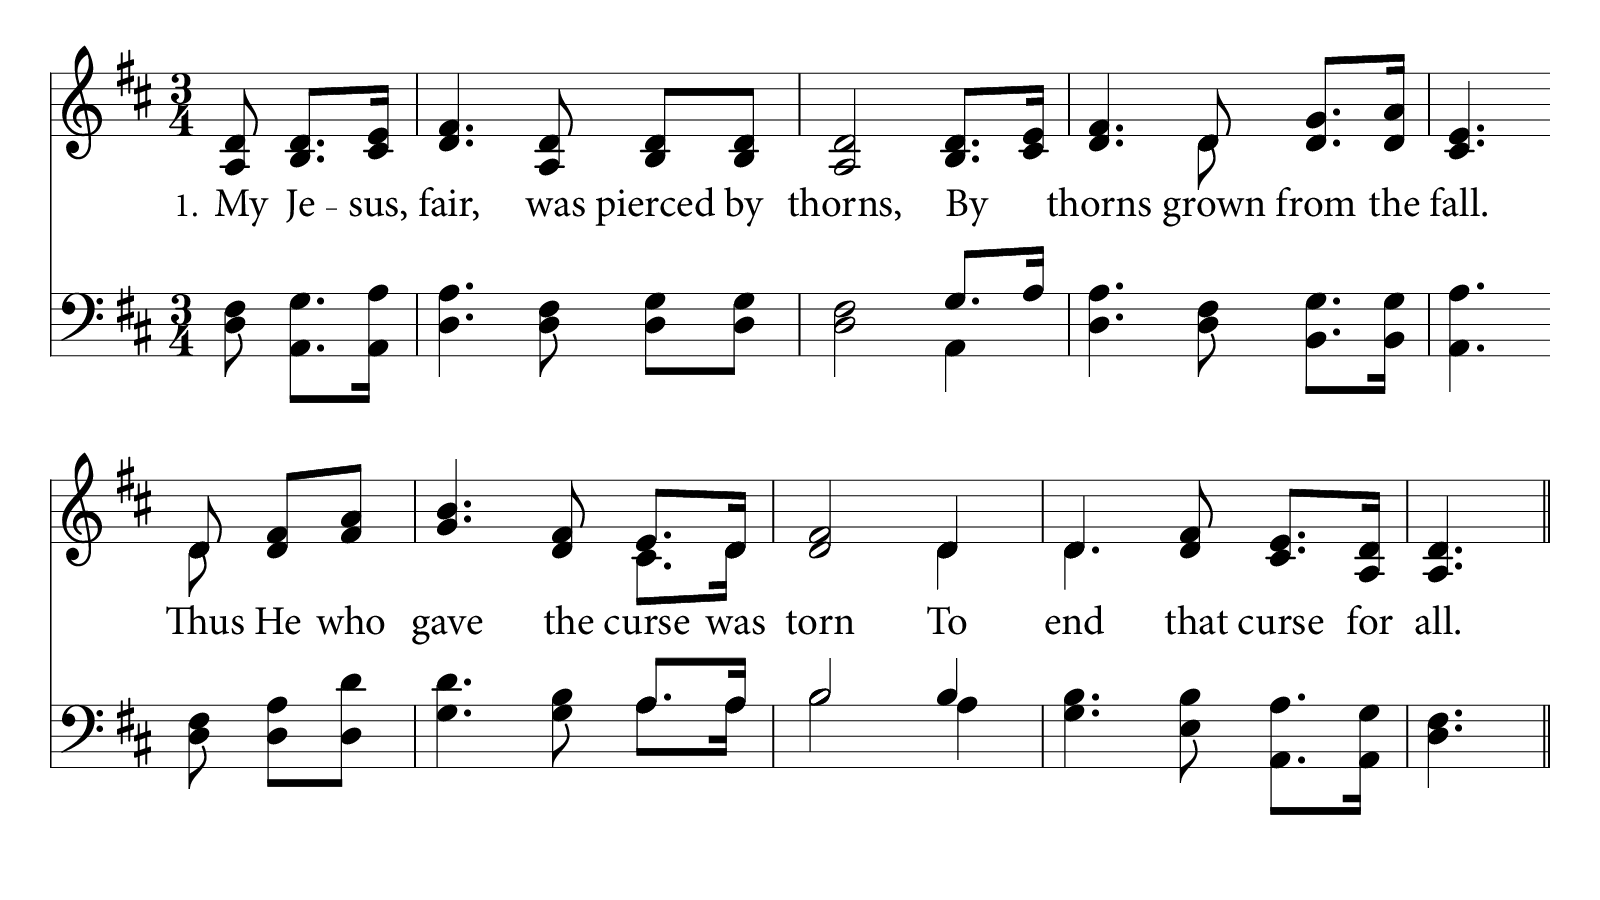 1. My Je - sus, fair, was pierced by thorns, By thorns grown from the fall.
Thus He who gave the curse was torn To end that curse for all.